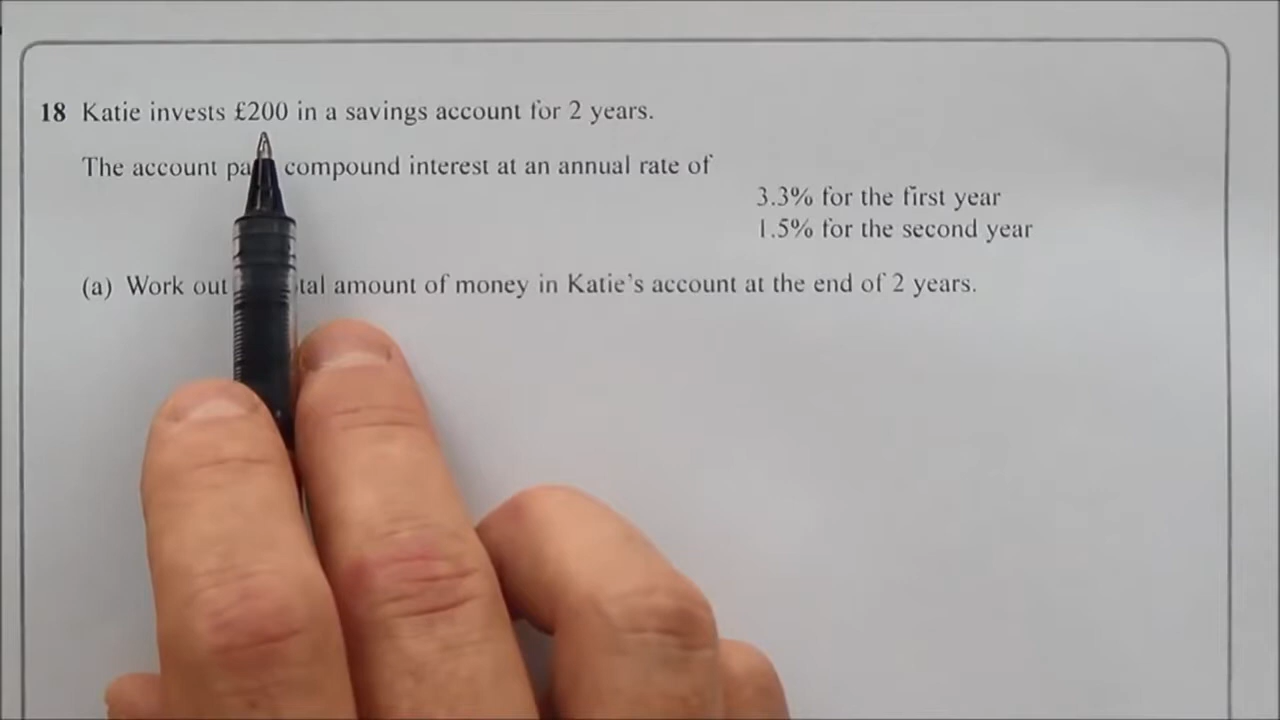 18 Katie invests £200 in a savings account for 2 years.
The account pa compound interest at an annual rate of
3.3% for the first year
1.5% for the second year
(a) Work out tal amount of money in Katie's account at the end of 2 years.